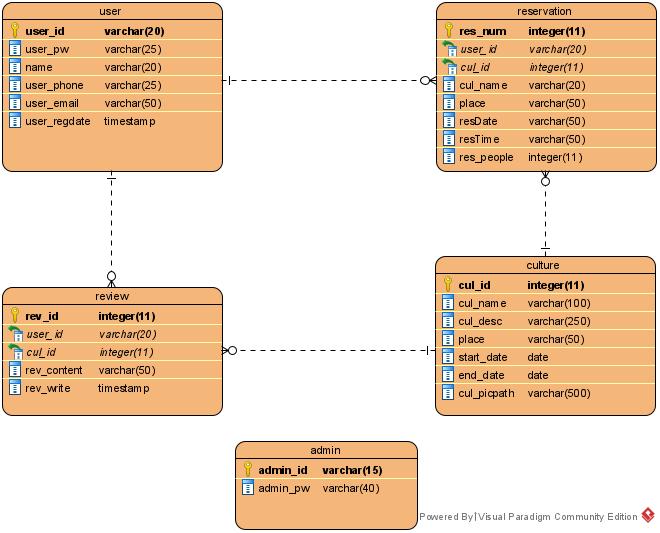 user
user_id varchar(20)
user_pw varchar(25)
name varchar(20)
user_phone varchar(25)
user_email varchar(50)
user_regdate timestamp
reservation
res_num integer(11)
user_id varchar(20)
cul_id integer(11)
cul_name varchar(20)
place varchar(50)
resDate varchar(50)
resTime varchar(50)
res_people integer(11)
review
rev_id integer(11)
user_id varchar(20)
cul_id integer(11)
rev_content varchar(50)
rev_write timestamp
culture
cul_id integer(11)
cul_name varchar(100)
cul_desc varchar(250)
place varchar(50)
start_date date
end_date date
cul_picpath varchar(500)
admin
admin_id varchar(15)
admin_pw varchar(40)
Powered By Visual Paradigm Community Edition